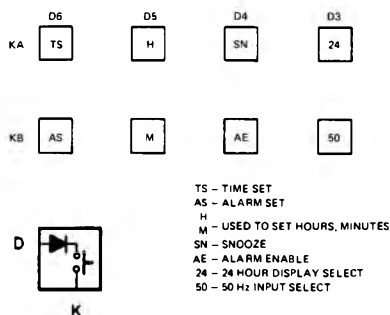 D6 D5 D4 D3
KA TS H SN 24
KB AS M AE 50
TS – TIME SET
AS – ALARM SET
H
M – USED TO SET HOURS, MINUTES
SN – SNOOZE
AE – ALARM ENABLE
24 – 24 HOUR DISPLAY SELECT
50 – 50 Hz INPUT SELECT
D
K